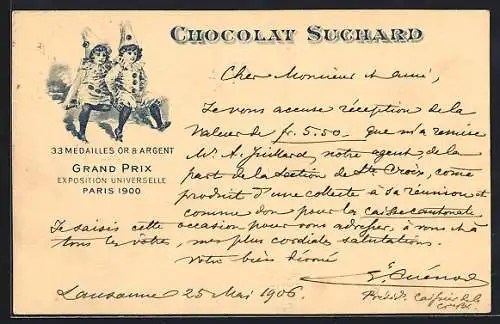 CHOCOLAT SUCHARD
33 MEDAILLES OR & ARGENT
GRAND PRIX
EXPOSITION UNIVERSELLE
PARIS 1900
Cher Monsieur et ami,
Je vous accuse réception de la
Valeur de fr. 5.50 que m'a remise
Mr. A. Juillard, notre agent, de la
part de la Section de Ste Croix, come
produit d'une collecte à sa réunion et
comme don pour la caisse cantonale
Je saisis cette occasion pour vous adresser, à vous et à
tous les vôtres, mes plus cordiales salutations.
Votre bien dévoué
Lausanne 25 Mai 1906.